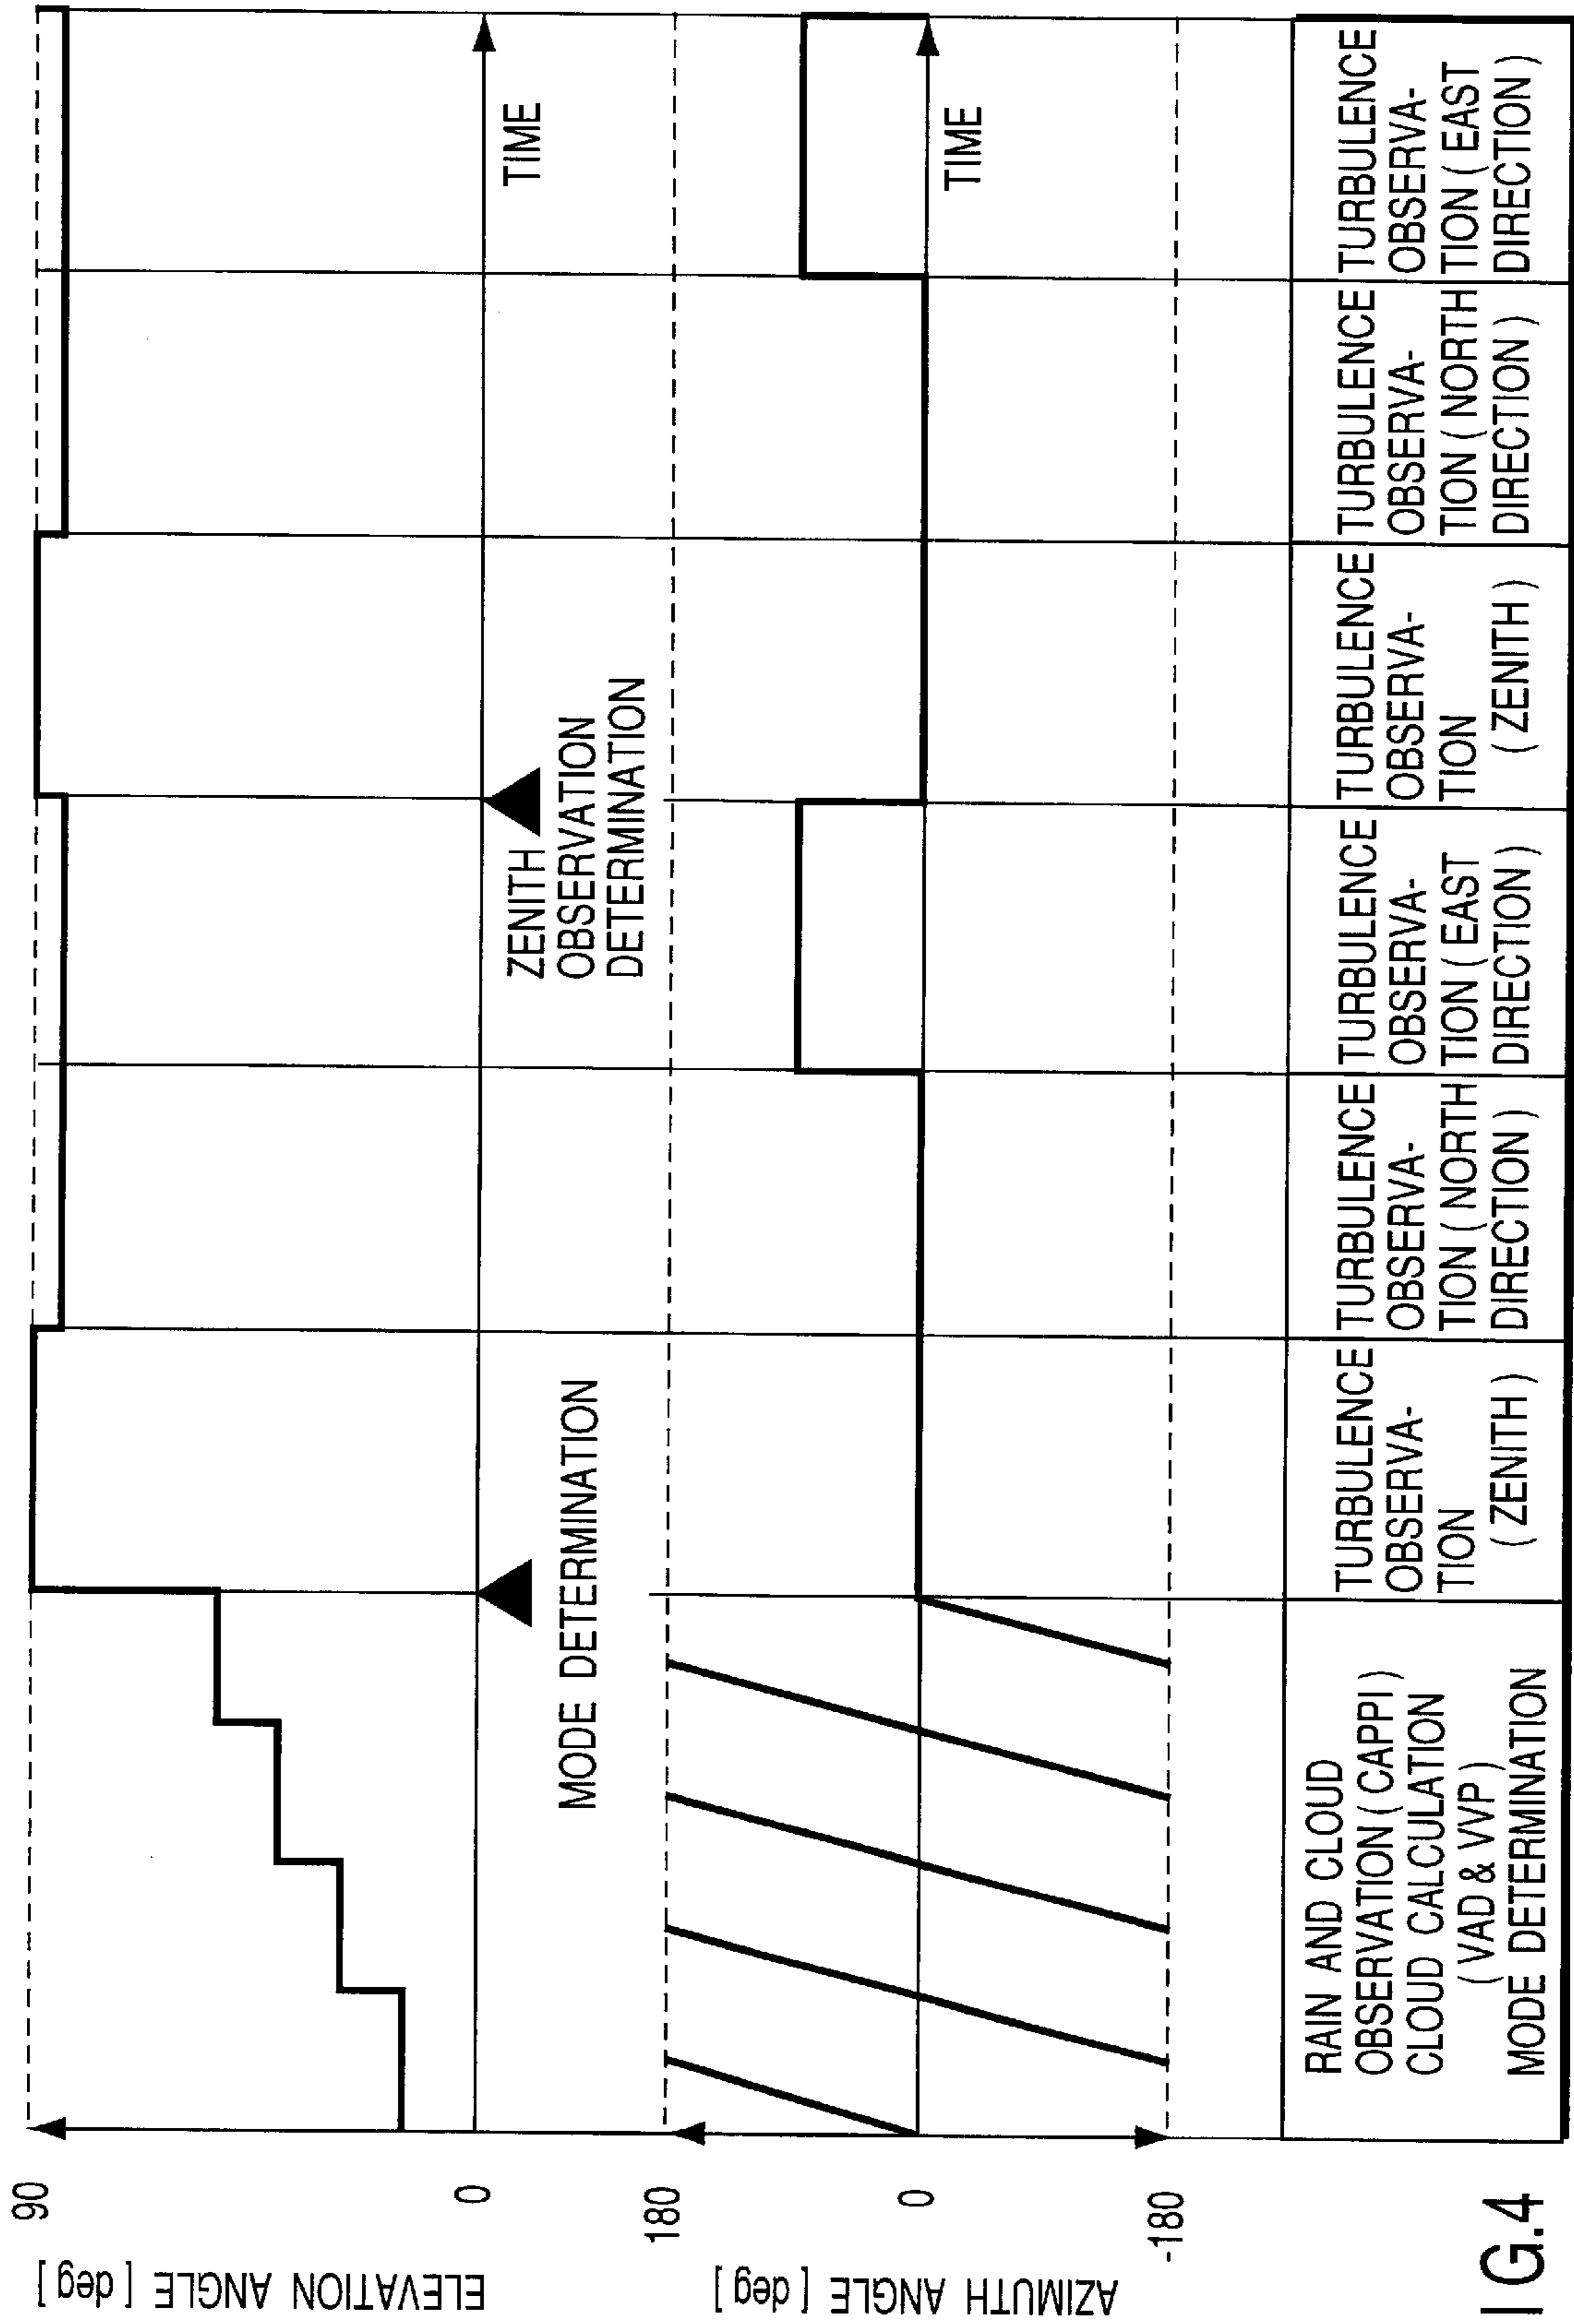 ELEVATION ANGLE [ deg ]
90
0
TIME
MODE DETERMINATION
ZENITH
OBSERVATION
DETERMINATION
AZIMUTH ANGLE [ deg ]
180
0
-180
TIME
RAIN AND CLOUD
OBSERVATION ( CAPPI )
CLOUD CALCULATION
( VAD & VVP )
MODE DETERMINATION
TURBULENCE
OBSERVA-
TION
( ZENITH )
TURBULENCE
OBSERVA-
TION ( NORTH
DIRECTION )
TURBULENCE
OBSERVA-
TION ( EAST
DIRECTION )
TURBULENCE
OBSERVA-
TION
( ZENITH )
TURBULENCE
OBSERVA-
TION ( NORTH
DIRECTION )
TURBULENCE
OBSERVA-
TION ( EAST
DIRECTION )
IG.4